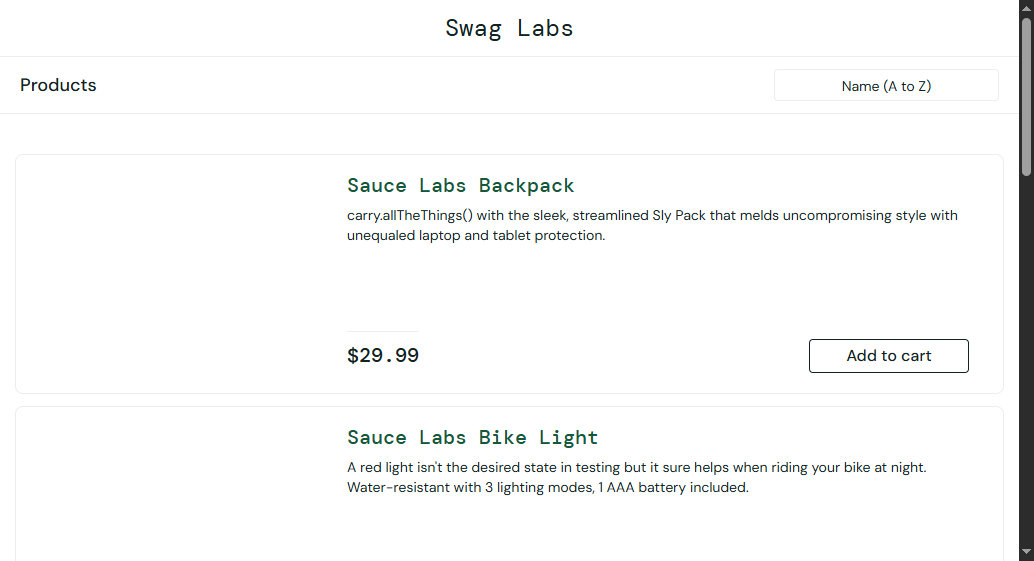 Swag Labs
Products
Name (A to Z)
Sauce Labs Backpack
carry.allTheThings() with the sleek, streamlined Sly Pack that melds uncompromising style with
unequaled laptop and tablet protection.
$29.99
Add to cart
Sauce Labs Bike Light
A red light isn't the desired state in testing but it sure helps when riding your bike at night.
Water-resistant with 3 lighting modes, 1 AAA battery included.